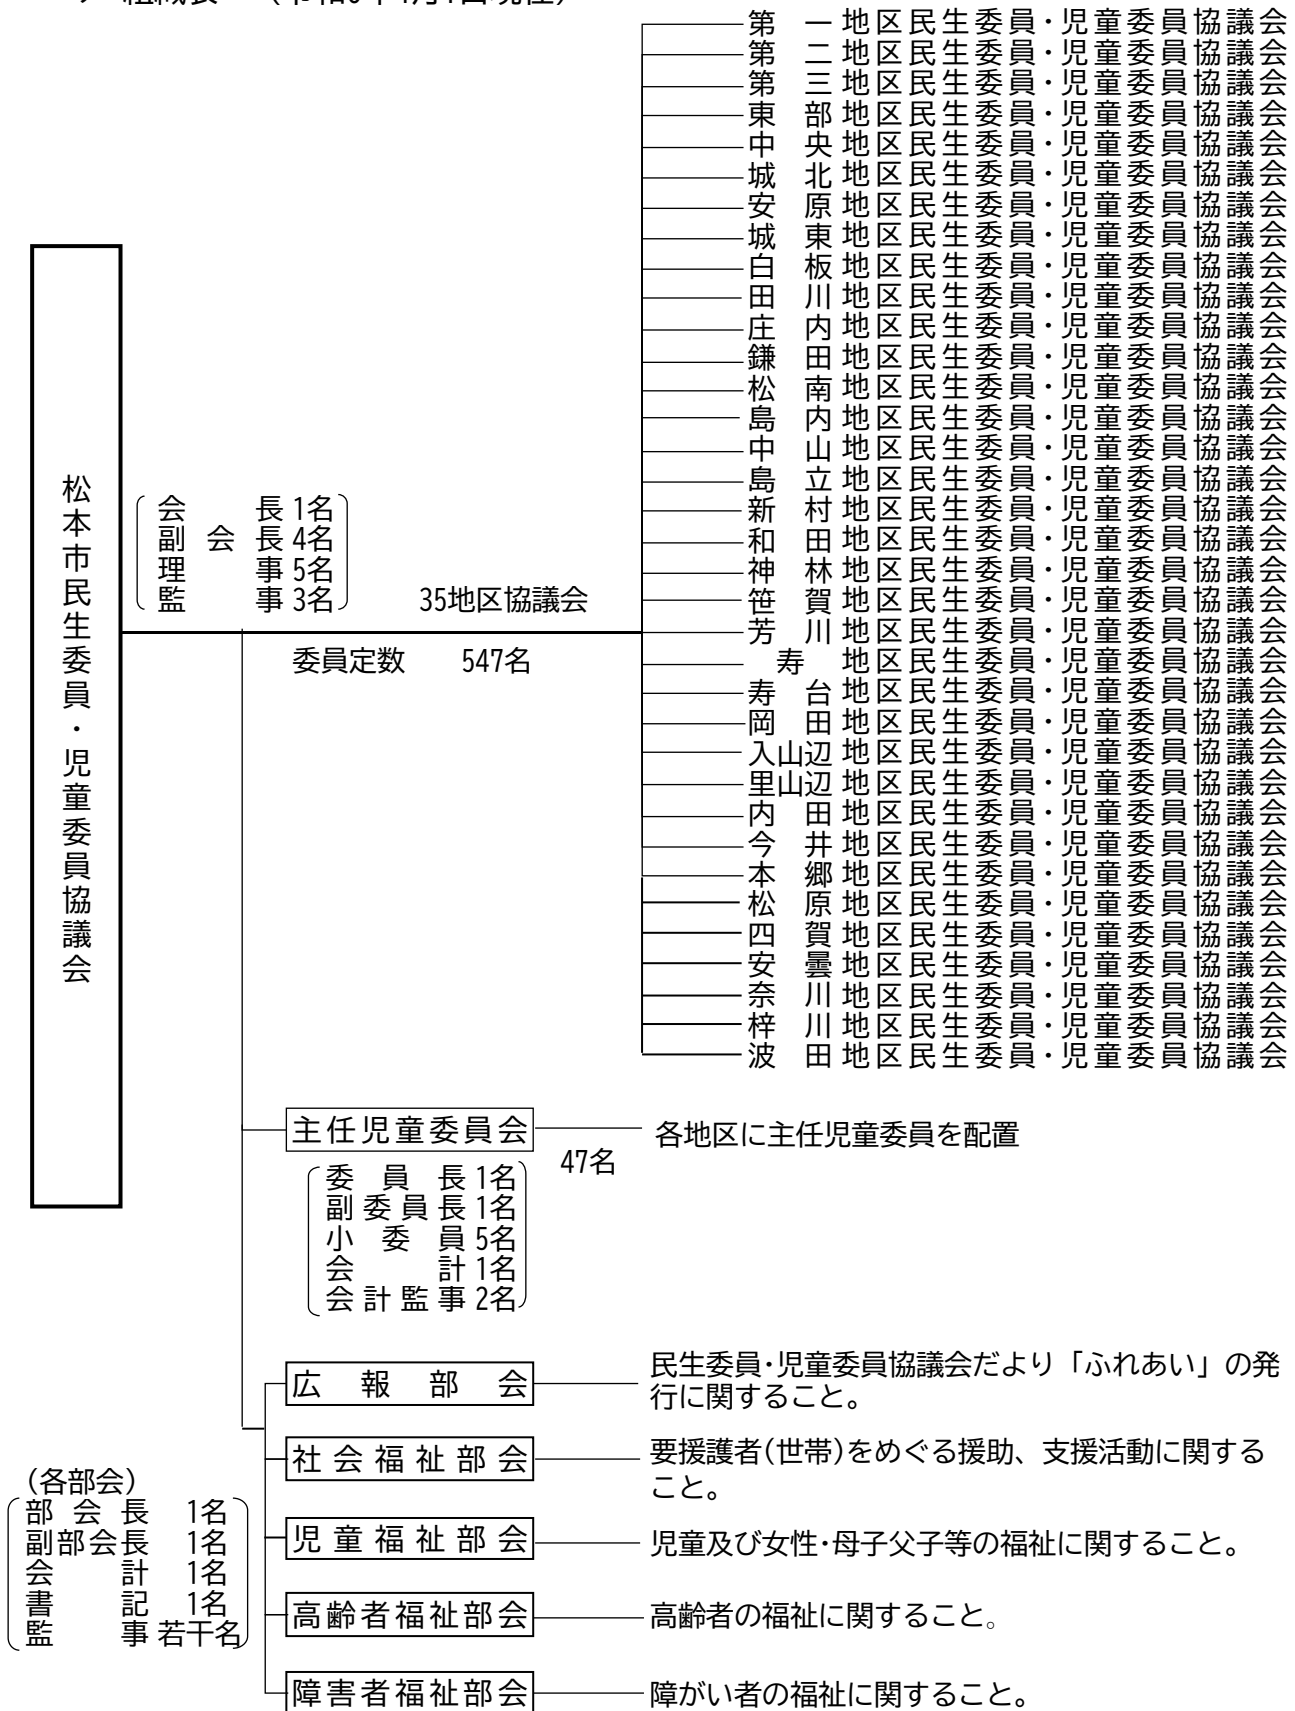 第一地区民生委員・児童委員協議会
第二地区民生委員・児童委員協議会
第三地区民生委員・児童委員協議会
東部地区民生委員・児童委員協議会
中央地区民生委員・児童委員協議会
城北地区民生委員・児童委員協議会
安原地区民生委員・児童委員協議会
城東地区民生委員・児童委員協議会
白板地区民生委員・児童委員協議会
田川地区民生委員・児童委員協議会
庄内地区民生委員・児童委員協議会
鎌田地区民生委員・児童委員協議会
松南地区民生委員・児童委員協議会
島内地区民生委員・児童委員協議会
中山地区民生委員・児童委員協議会
島立地区民生委員・児童委員協議会
新村地区民生委員・児童委員協議会
和田地区民生委員・児童委員協議会
神林地区民生委員・児童委員協議会
笹賀地区民生委員・児童委員協議会
芳川地区民生委員・児童委員協議会
寿地区民生委員・児童委員協議会
寿台地区民生委員・児童委員協議会
岡田地区民生委員・児童委員協議会
入山辺地区民生委員・児童委員協議会
里山辺地区民生委員・児童委員協議会
内田地区民生委員・児童委員協議会
今井地区民生委員・児童委員協議会
本郷地区民生委員・児童委員協議会
松原地区民生委員・児童委員協議会
四賀地区民生委員・児童委員協議会
安曇地区民生委員・児童委員協議会
奈川地区民生委員・児童委員協議会
梓川地区民生委員・児童委員協議会
波田地区民生委員・児童委員協議会
松本市民生委員・児童委員協議会
会長 1名
副会長 4名
理事 5名
監事 3名
35地区協議会
委員定数 547名
主任児童委員会
47名
各地区に主任児童委員を配置
委員長 1名
副委員長 1名
小委員 5名
会計 1名
会計監事 2名
広報部会
民生委員・児童委員協議会だより「ふれあい」の発
行に関すること。
社会福祉部会
要援護者(世帯)をめぐる援助、支援活動に関する
こと。
児童福祉部会
児童及び女性・母子父子等の福祉に関すること。
高齢者福祉部会
高齢者の福祉に関すること。
障害者福祉部会
障がい者の福祉に関すること。
(各部会)
部会長 1名
副部会長 1名
会計 1名
書記 1名
監事 若干名